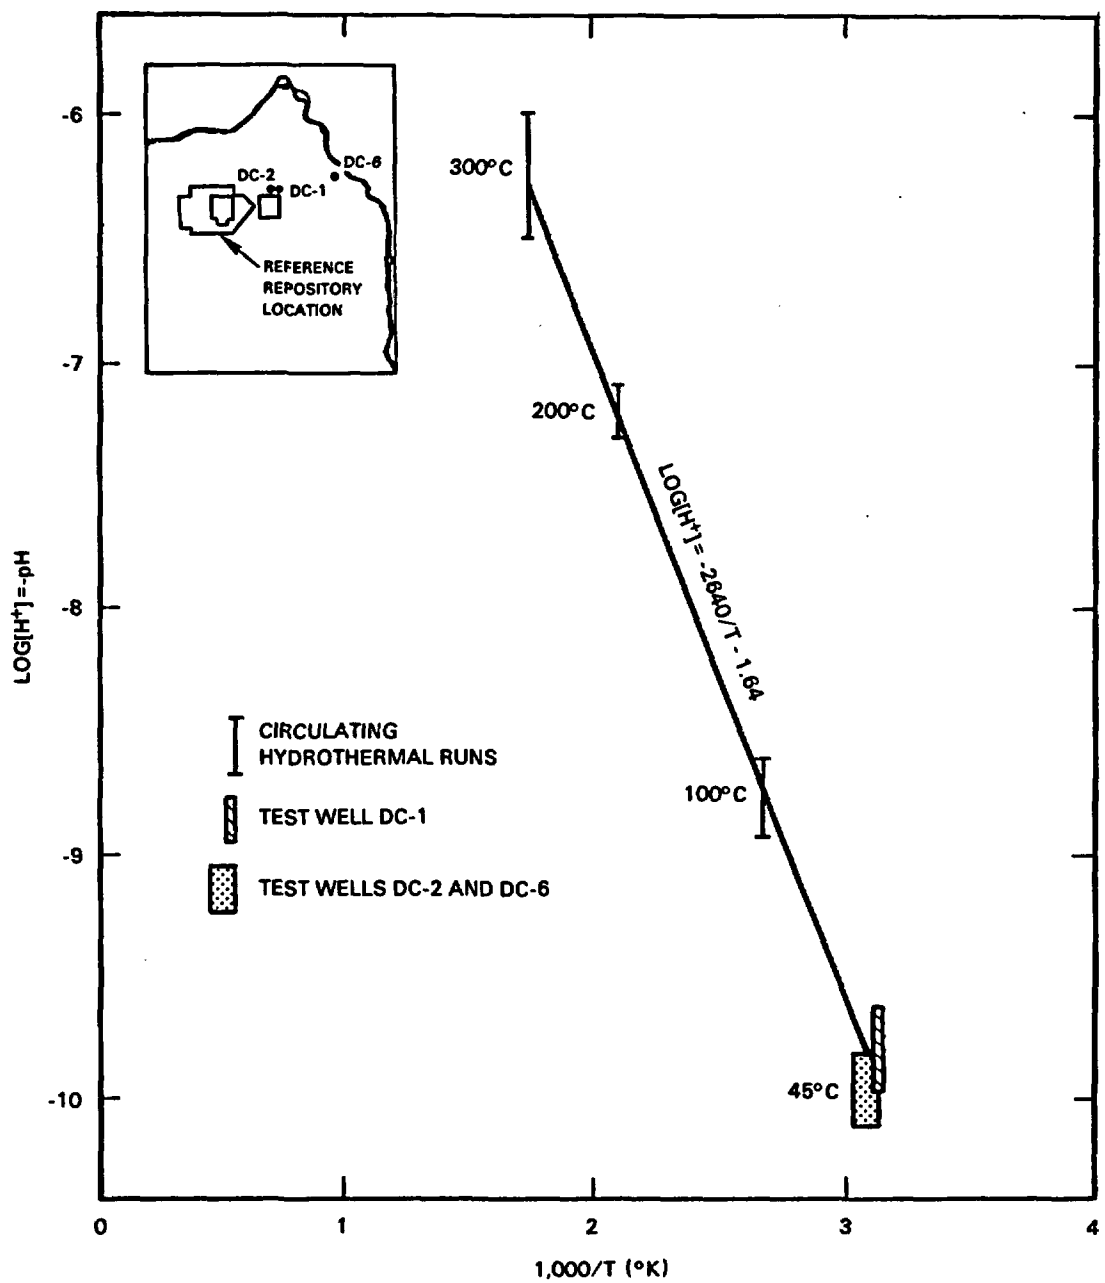 -6
-7
-8
-9
-10
LOG[H+]=-pH
DC-6
DC-2
DC-1
REFERENCE
REPOSITORY
LOCATION
300°C
200°C
LOG[H+]= -2640/T - 1.64
100°C
45°C
CIRCULATING
HYDROTHERMAL RUNS
TEST WELL DC-1
TEST WELLS DC-2 AND DC-6
0 1 2 3 4
1,000/T (°K)